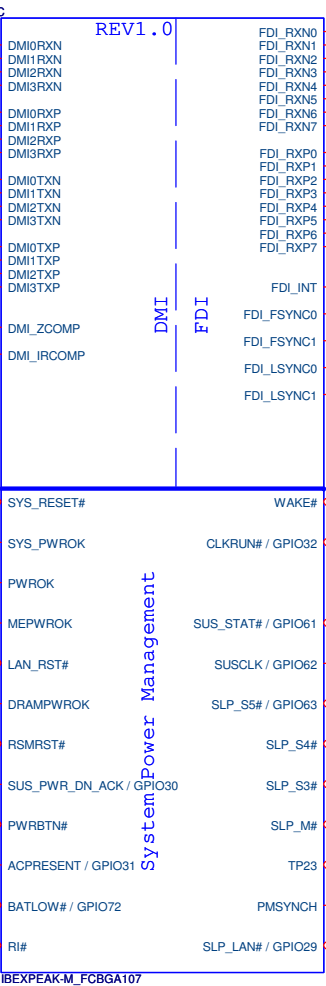 C
REV1.0
DMI0RXN
DMI1RXN
DMI2RXN
DMI3RXN
DMI0RXP
DMI1RXP
DMI2RXP
DMI3RXP
DMI0TXN
DMI1TXN
DMI2TXN
DMI3TXN
DMI0TXP
DMI1TXP
DMI2TXP
DMI3TXP
DMI_ZCOMP
DMI_IRCOMP
DMI
FDI
FDI_RXN0
FDI_RXN1
FDI_RXN2
FDI_RXN3
FDI_RXN4
FDI_RXN5
FDI_RXN6
FDI_RXN7
FDI_RXP0
FDI_RXP1
FDI_RXP2
FDI_RXP3
FDI_RXP4
FDI_RXP5
FDI_RXP6
FDI_RXP7
FDI_INT
FDI_FSYNC0
FDI_FSYNC1
FDI_LSYNC0
FDI_LSYNC1
SYS_RESET#
SYS_PWROK
PWROK
MEPWROK
LAN_RST#
DRAMPWROK
RSMRST#
SUS_PWR_DN_ACK / GPIO30
PWRBTN#
ACPRESENT / GPIO31
BATLOW# / GPIO72
RI#
System Power Management
WAKE#
CLKRUN# / GPIO32
SUS_STAT# / GPIO61
SUSCLK / GPIO62
SLP_S5# / GPIO63
SLP_S4#
SLP_S3#
SLP_M#
TP23
PMSYNCH
SLP_LAN# / GPIO29
IBEXPEAK-M_FCBGA107